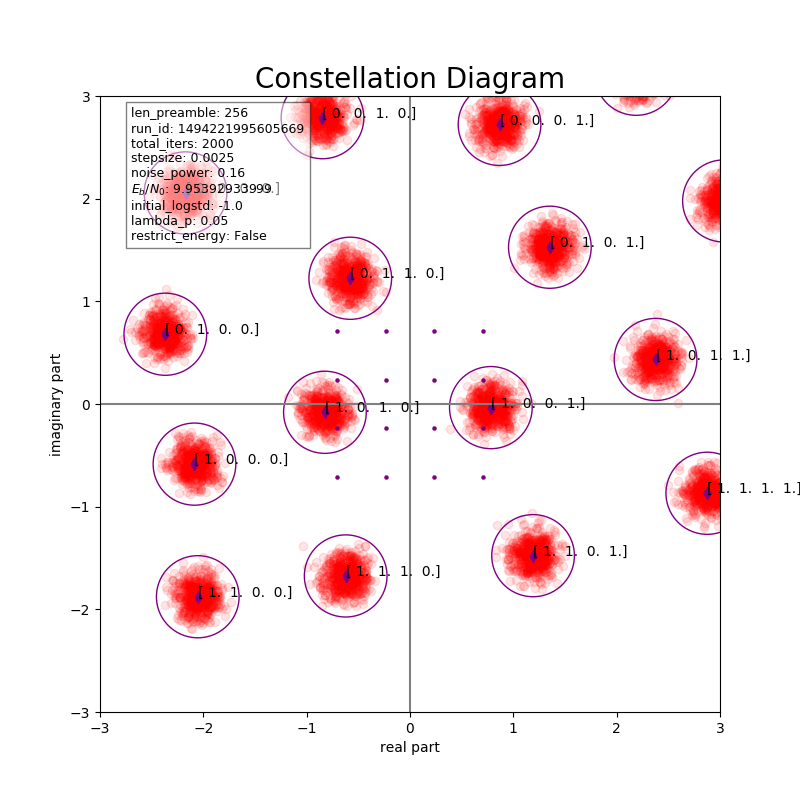 Constellation Diagram
len_preamble: 256
run_id: 1494221995605669
total_iters: 2000
stepsize: 0.0025
noise_power: 0.16
E_b/N_0: 9.9539293399
initial_logstd: -1.0
lambda_p: 0.05
restrict_energy: False
[ 0. 0. 1. 0.]
[ 0. 0. 0. 1.]
[ 0. 1. 0. 1.]
[ 0. 1. 1. 0.]
[ 0. 1. 0. 0.]
[ 1. 0. 1. 1.]
[ 1. 0. 1. 0.]
[ 1. 0. 0. 1.]
[ 1. 0. 0. 0.]
[ 1. 1. 1. 1.]
[ 1. 1. 0. 1.]
[ 1. 1. 1. 0.]
[ 1. 1. 0. 0.]
3
2
1
0
−1
−2
−3
imaginary part
−3 −2 −1 0 1 2 3
real part